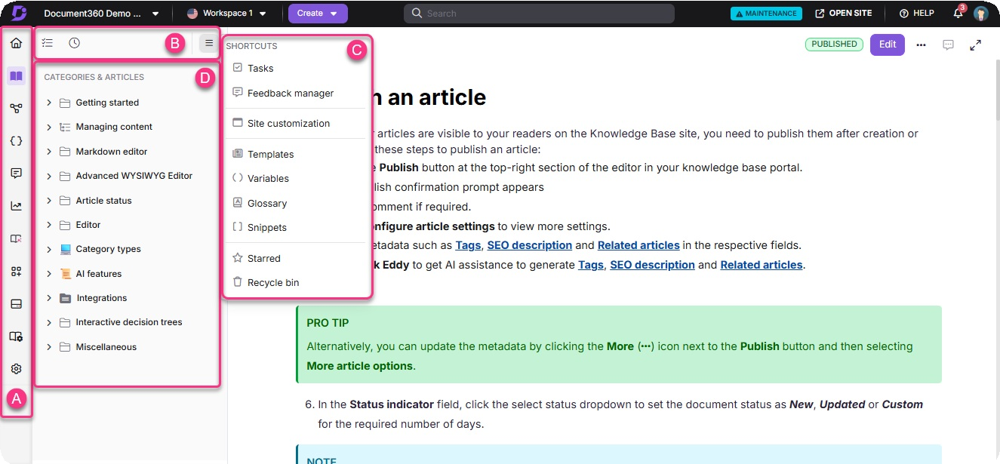 Document360 Demo ...
Workspace 1
Create
Search
MAINTENANCE
OPEN SITE
HELP
3
B
PUBLISHED
Edit
CATEGORIES & ARTICLES
D
Getting started
Managing content
Markdown editor
Advanced WYSIWYG Editor
Article status
Editor
Category types
AI features
Integrations
Interactive decision trees
Miscellaneous
A
SHORTCUTS
C
Tasks
Feedback manager
Site customization
Templates
Variables
Glossary
Snippets
Starred
Recycle bin
an article
articles are visible to your readers on the Knowledge Base site, you need to publish them after creation or
these steps to publish an article:
Publish button at the top-right section of the editor in your knowledge base portal.
confirmation prompt appears
if required.
article settings to view more settings.
such as Tags, SEO description and Related articles in the respective fields.
Eddy to get AI assistance to generate Tags, SEO description and Related articles.
PRO TIP
Alternatively, you can update the metadata by clicking the More (•••) icon next to the Publish button and then selecting
More article options.
6. In the Status indicator field, click the select status dropdown to set the document status as New, Updated or Custom
for the required number of days.
NOTE